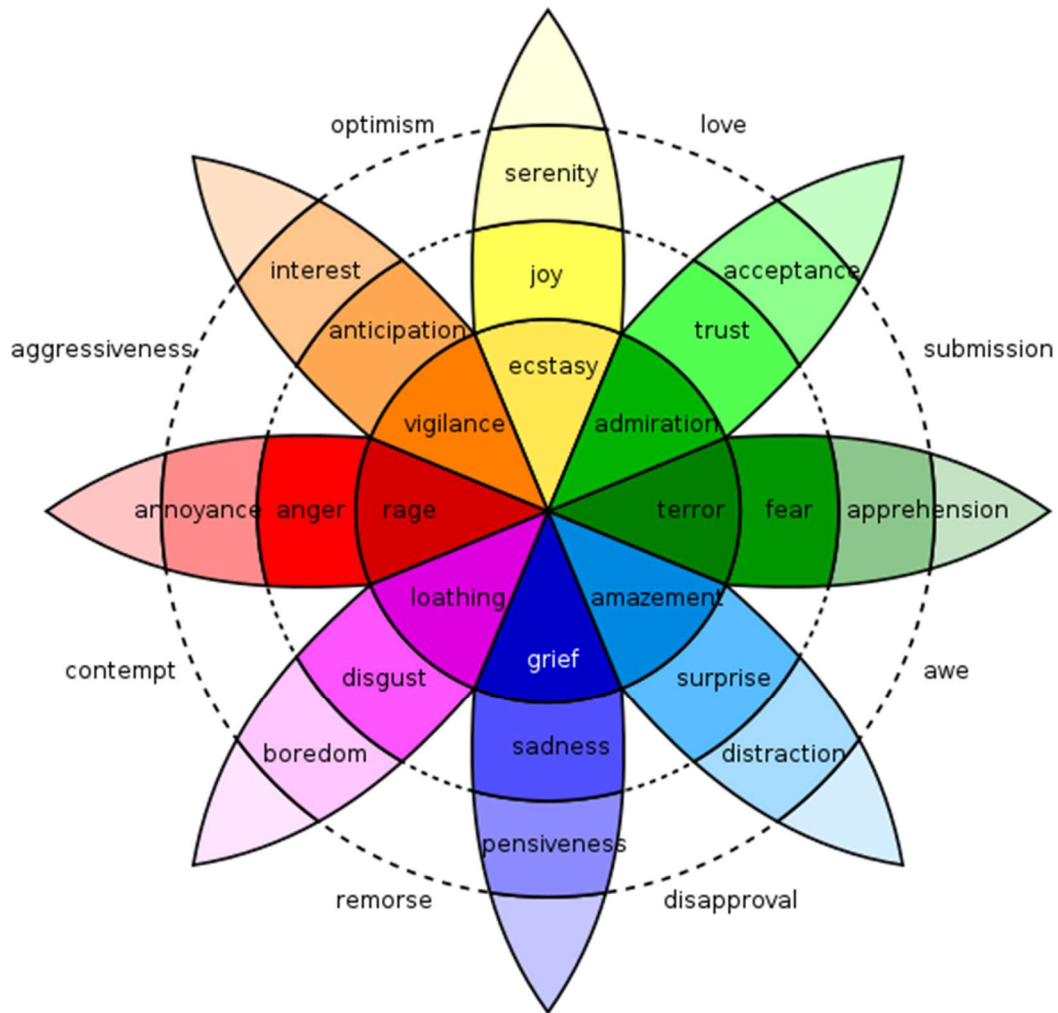 optimism
love
serenity
interest
joy
acceptance
anticipation
trust
aggressiveness
submission
ecstasy
vigilance
admiration
annoyance
anger
rage
terror
fear
apprehension
loathing
amazement
grief
contempt
awe
disgust
surprise
sadness
boredom
distraction
pensiveness
remorse
disapproval